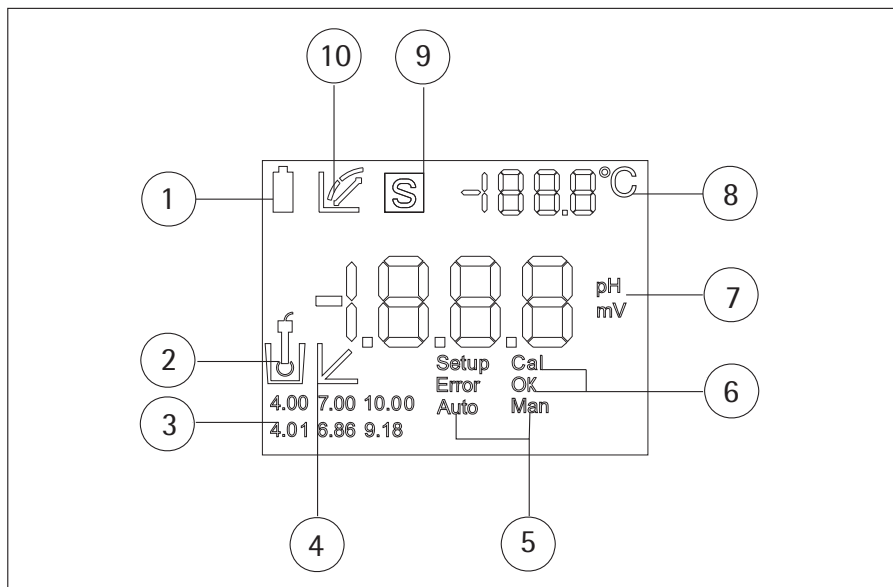 10 9
1 S -188.8 °C 8
-1.8.8.8 pH 7
mV
2 Setup Cal
Error OK 6
4.00 7.00 10.00 Auto Man
3 4.01 6.86 9.18
4 5